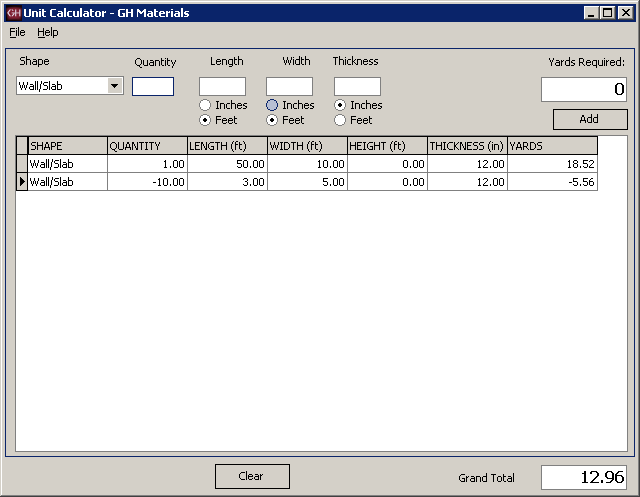 GH Unit Calculator - GH Materials
File Help
Shape Quantity Length Width Thickness Yards Required:
Wall/Slab 0
Inches Inches Inches
Feet Feet Feet Add
SHAPE QUANTITY LENGTH (ft) WIDTH (ft) HEIGHT (ft) THICKNESS (in) YARDS
Wall/Slab 1.00 50.00 10.00 0.00 12.00 18.52
Wall/Slab -10.00 3.00 5.00 0.00 12.00 -5.56
Clear Grand Total 12.96